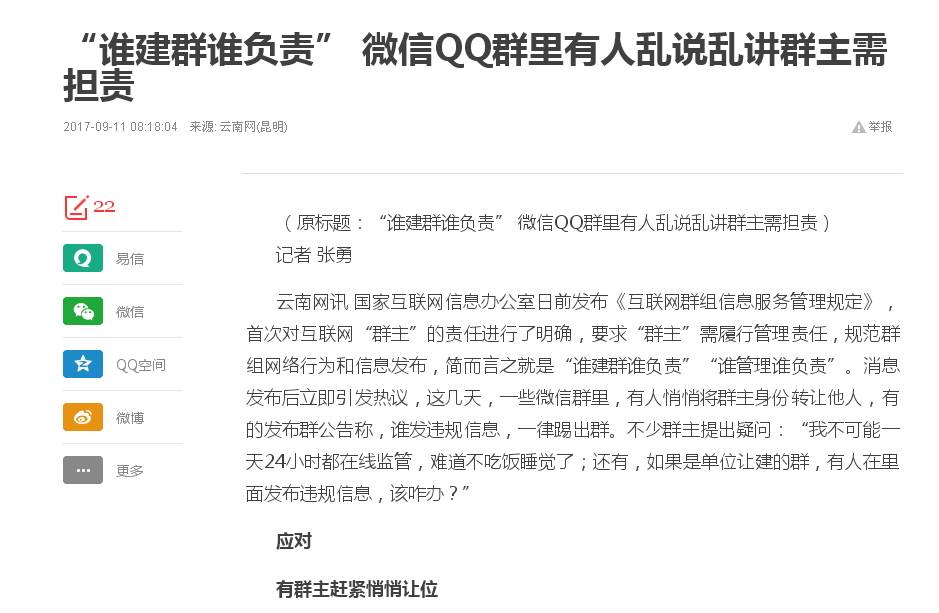 “谁建群谁负责” 微信QQ群里有人乱说乱讲群主需
担责
2017-09-11 08:18:04 来源: 云南网(昆明)
举报
22
易信
微信
QQ空间
微博
更多
（原标题：“谁建群谁负责” 微信QQ群里有人乱说乱讲群主需担责）
记者 张勇
云南网讯 国家互联网信息办公室日前发布《互联网群组信息服务管理规定》，
首次对互联网“群主”的责任进行了明确，要求“群主”需履行管理责任，规范群
组网络行为和信息发布，简而言之就是“谁建群谁负责”“谁管理谁负责”。消息
发布后立即引发热议，这几天，一些微信群里，有人悄悄将群主身份转让他人，有
的发布群公告称，谁发违规信息，一律踢出群。不少群主提出疑问：“我不可能一
天24小时都在线监管，难道不吃饭睡觉了；还有，如果是单位让建的群，有人在里
面发布违规信息，该咋办？”
应对
有群主赶紧悄悄让位